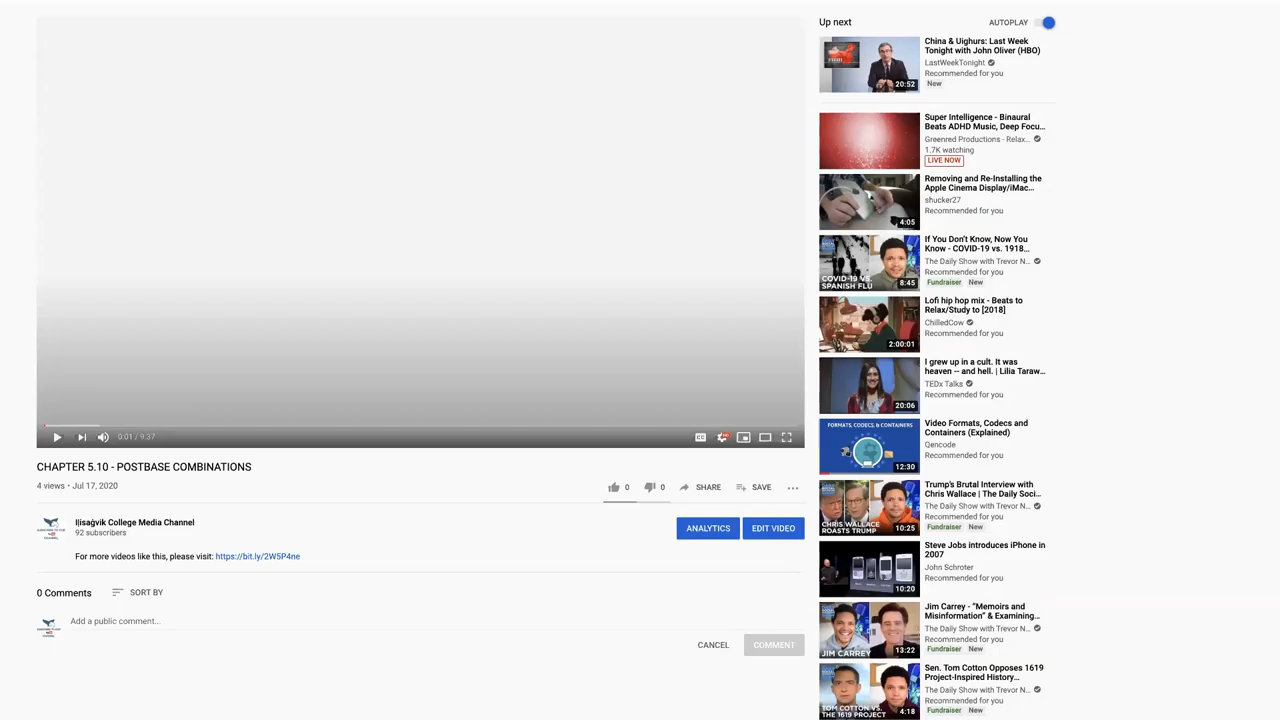 0:01 / 9:37
CHAPTER 5.10 - POSTBASE COMBINATIONS
4 views • Jul 17, 2020
0
0
SHARE
SAVE
Iḷisaġvik College Media Channel
92 subscribers
ANALYTICS
EDIT VIDEO
For more videos like this, please visit: https://bit.ly/2W5P4ne
0 Comments
SORT BY
Add a public comment...
CANCEL
COMMENT
Up next
AUTOPLAY
20:52
China & Uighurs: Last Week
Tonight with John Oliver (HBO)
LastWeekTonight
Recommended for you
New
Super Intelligence - Binaural
Beats ADHD Music, Deep Focu...
Greenred Productions - Relax...
1.7K watching
LIVE NOW
4:05
Removing and Re-Installing the
Apple Cinema Display/iMac...
shucker27
Recommended for you
COVID-19 VS.
SPANISH FLU
8:45
If You Don't Know, Now You
Know - COVID-19 vs. 1918...
The Daily Show with Trevor N...
Recommended for you
Fundraiser New
2:00:01
Lofi hip hop mix - Beats to
Relax/Study to [2018]
ChilledCow
Recommended for you
20:06
I grew up in a cult. It was
heaven -- and hell. | Lilia Taraw...
TEDx Talks
Recommended for you
FORMATS, CODECS, & CONTAINERS
12:30
Video Formats, Codecs and
Containers (Explained)
Qencode
Recommended for you
CHRIS WALLACE
ROASTS TRUMP
10:25
Trump's Brutal Interview with
Chris Wallace | The Daily Soci...
The Daily Show with Trevor N...
Recommended for you
Fundraiser New
10:20
Steve Jobs introduces iPhone in
2007
John Schroter
Recommended for you
JIM CARREY
13:22
Jim Carrey - “Memoirs and
Misinformation” & Examining...
The Daily Show with Trevor N...
Recommended for you
Fundraiser New
TOM COTTON VS.
THE 1619 PROJECT
4:18
Sen. Tom Cotton Opposes 1619
Project-Inspired History...
The Daily Show with Trevor N...
Recommended for you
Fundraiser New